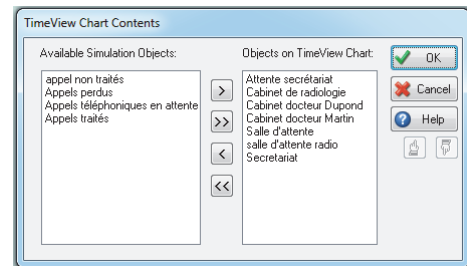 TimeView Chart Contents
Available Simulation Objects:
appel non traités
Appels perdus
Appels téléphoniques en attente
Appels traités
>
>>
<
<<
Objects on TimeView Chart:
Attente secrétariat
Cabinet de radiologie
Cabinet docteur Dupond
Cabinet docteur Martin
Salle d'attente
salle d'attente radio
Secretariat
OK
Cancel
Help